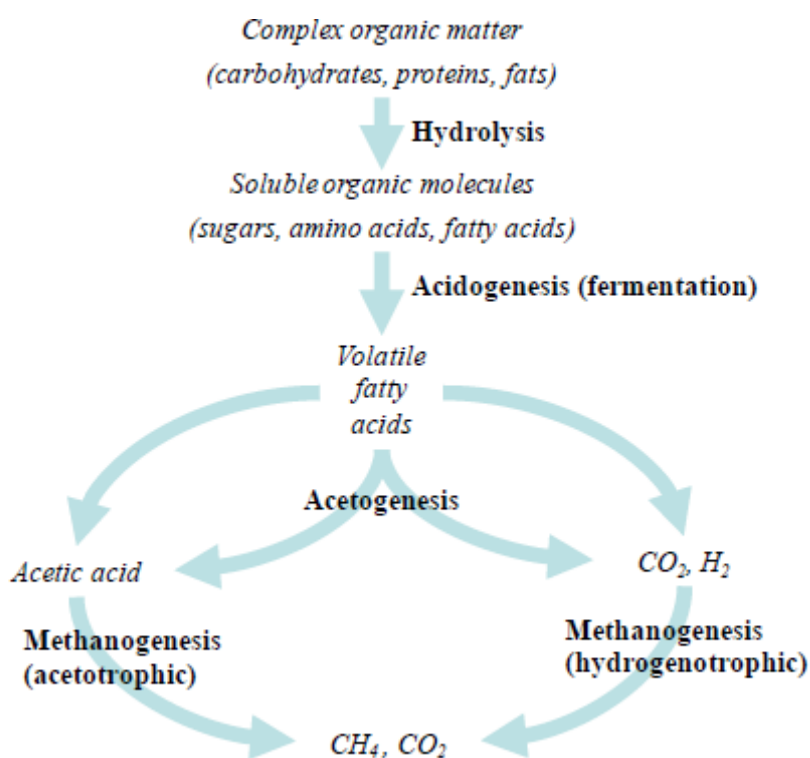 Complex organic matter
(carbohydrates, proteins, fats)
Hydrolysis
Soluble organic molecules
(sugars, amino acids, fatty acids)
Acidogenesis (fermentation)
Volatile
fatty
acids
Acetogenesis
Acetic acid
CO₂, H₂
Methanogenesis
(acetotrophic)
Methanogenesis
(hydrogenotrophic)
CH₄, CO₂